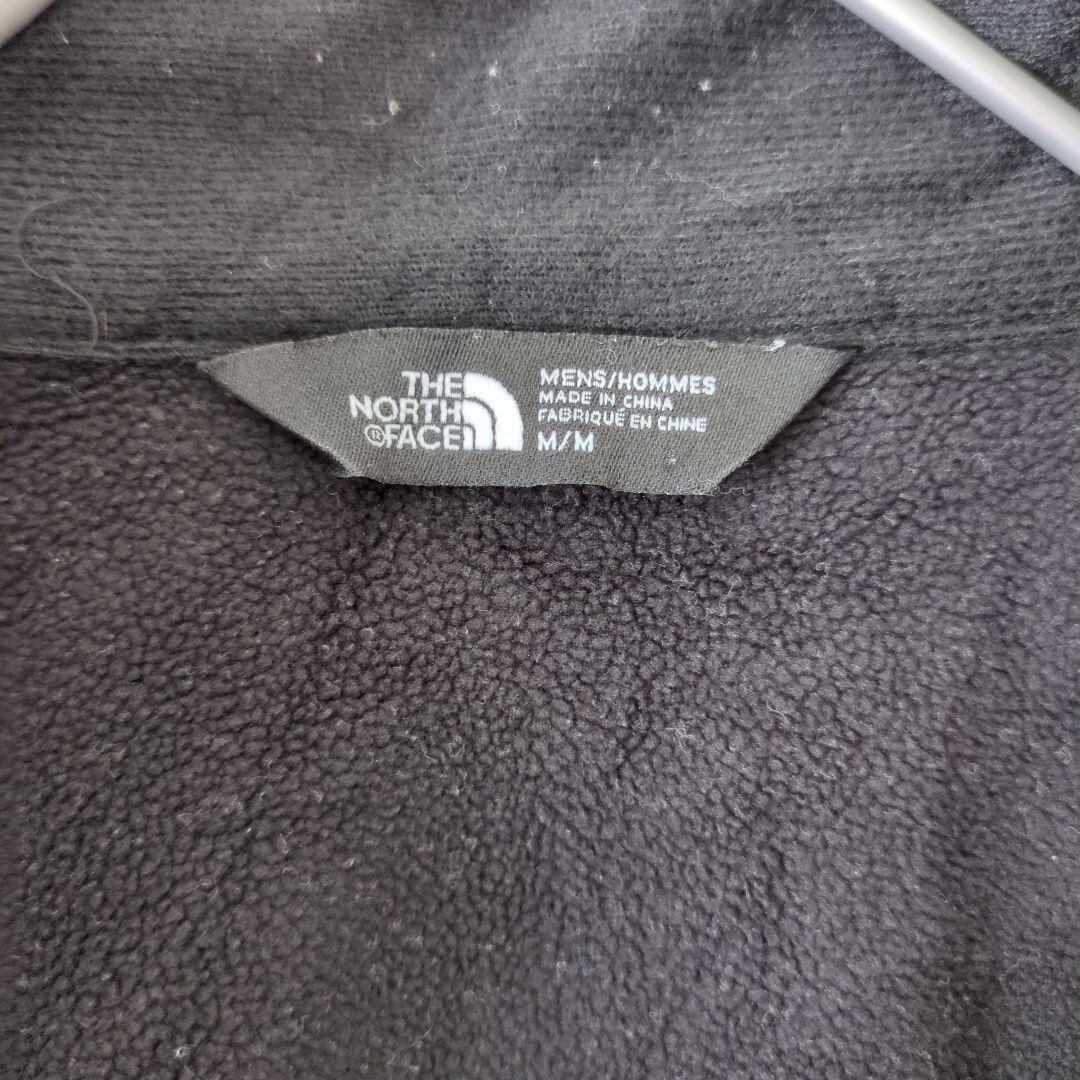 THE
NORTH
®FACE
MENS/HOMMES
MADE IN CHINA
FABRIQUÉ EN CHINE
M/M